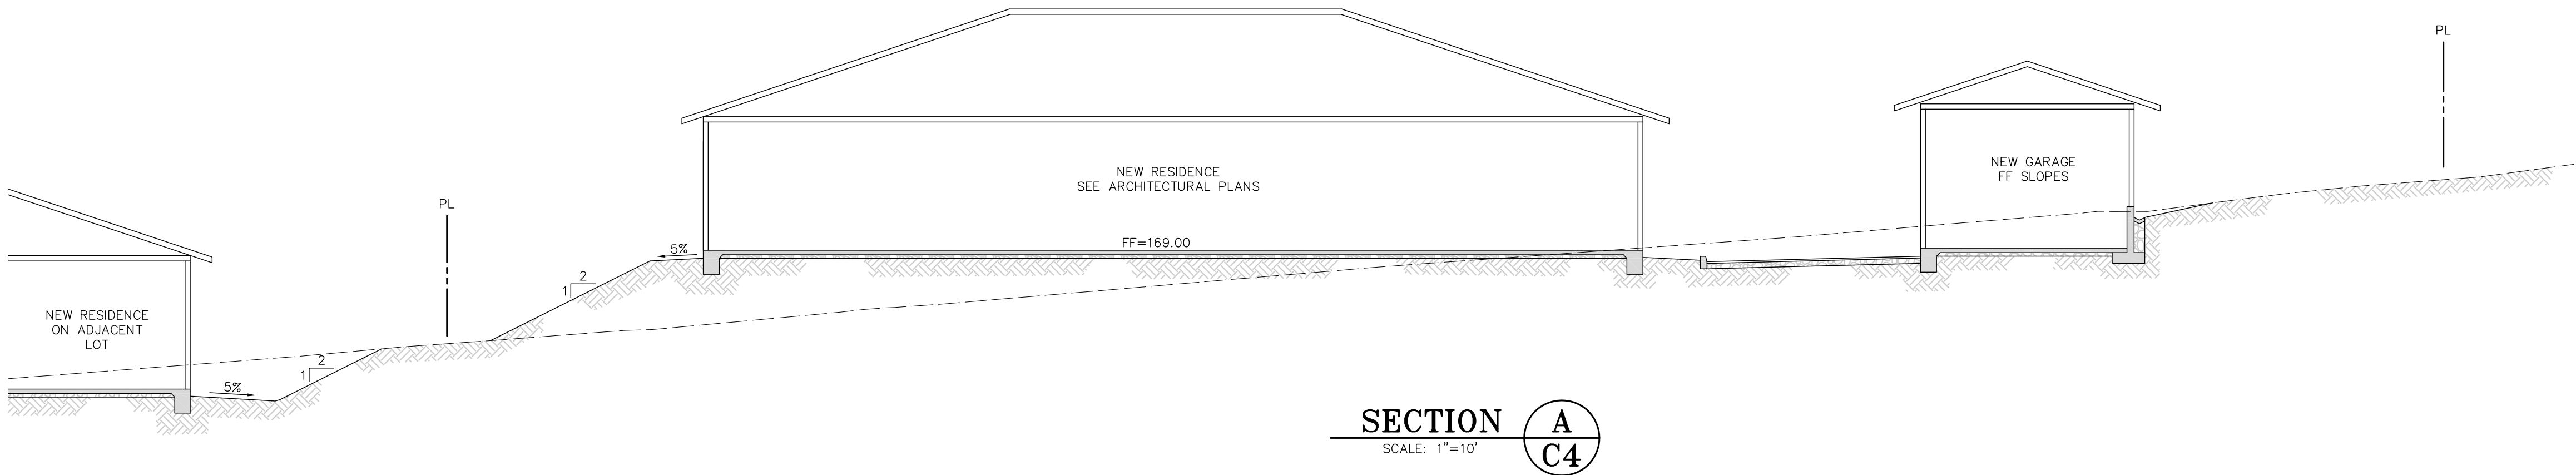 PL
NEW RESIDENCE
SEE ARCHITECTURAL PLANS
NEW GARAGE
FF SLOPES
PL
FF=169.00
5%
2
1
NEW RESIDENCE
ON ADJACENT
LOT
2
1
5%
SECTION
SCALE: 1"=10'
A
C4